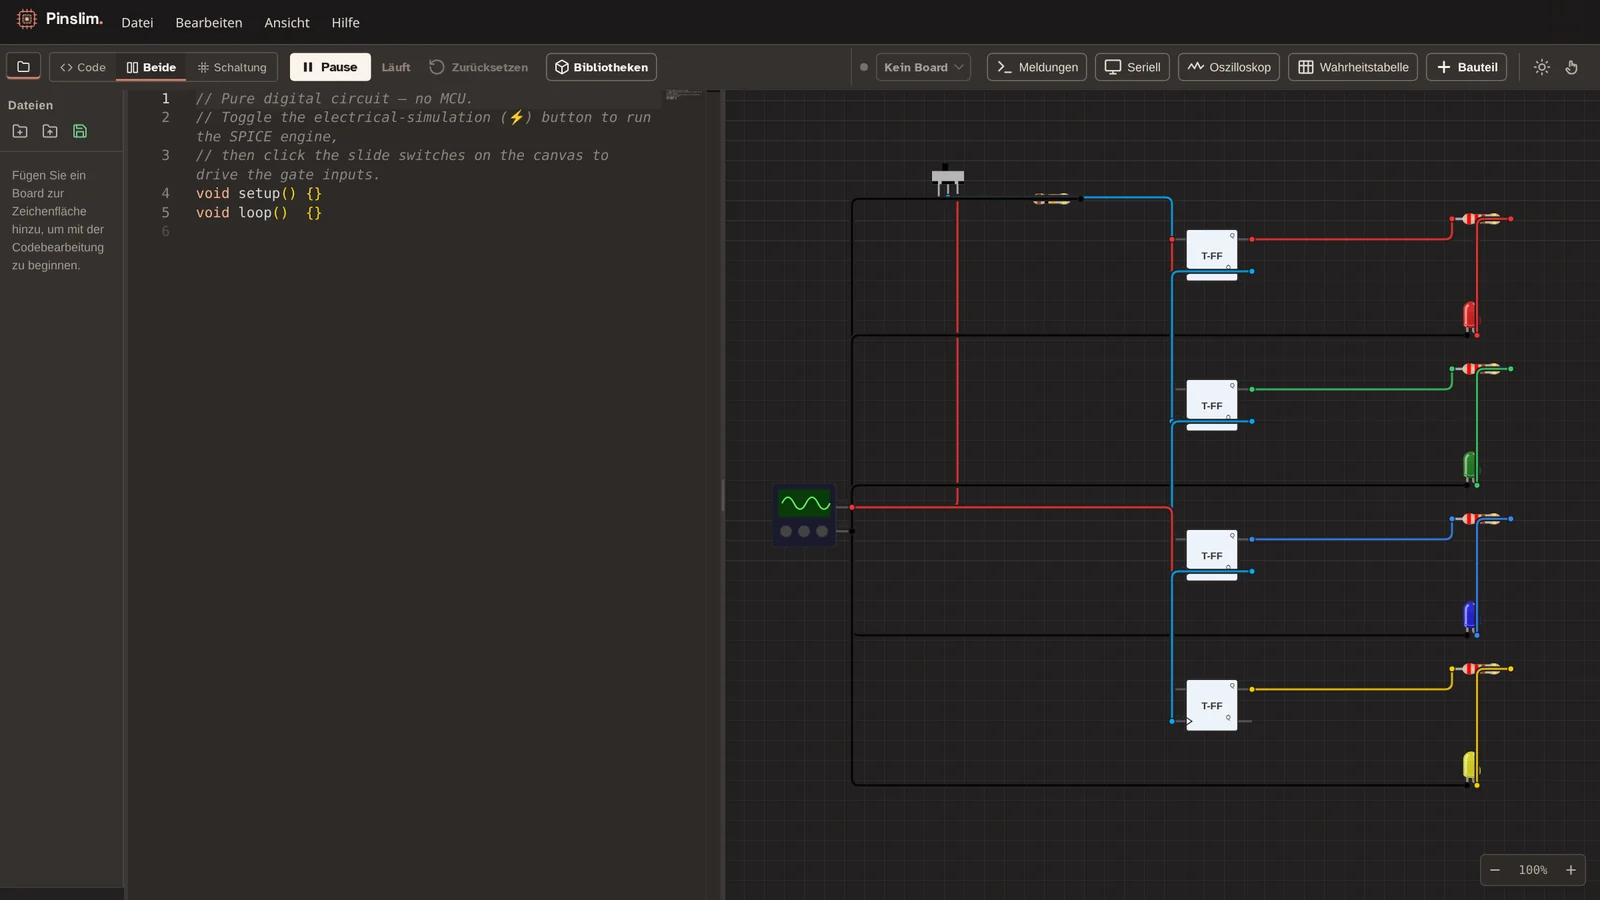 Pinslim.
Datei
Bearbeiten
Ansicht
Hilfe
Code
Beide
Schaltung
Pause
Läuft
Zurücksetzen
Bibliotheken
Kein Board
Meldungen
Seriell
Oszilloskop
Wahrheitstabelle
Bauteil
Dateien
Fügen Sie ein
Board zur
Zeichenfläche
hinzu, um mit der
Codebearbeitung
zu beginnen.
1 // Pure digital circuit — no MCU.
2 // Toggle the electrical-simulation (⚡) button to run
the SPICE engine,
3 // then click the slide switches on the canvas to
drive the gate inputs.
4 void setup() {}
5 void loop()  {}
6
Q
T-FF
Q
Q
T-FF
Q
Q
T-FF
Q
Q
T-FF
Q
100%